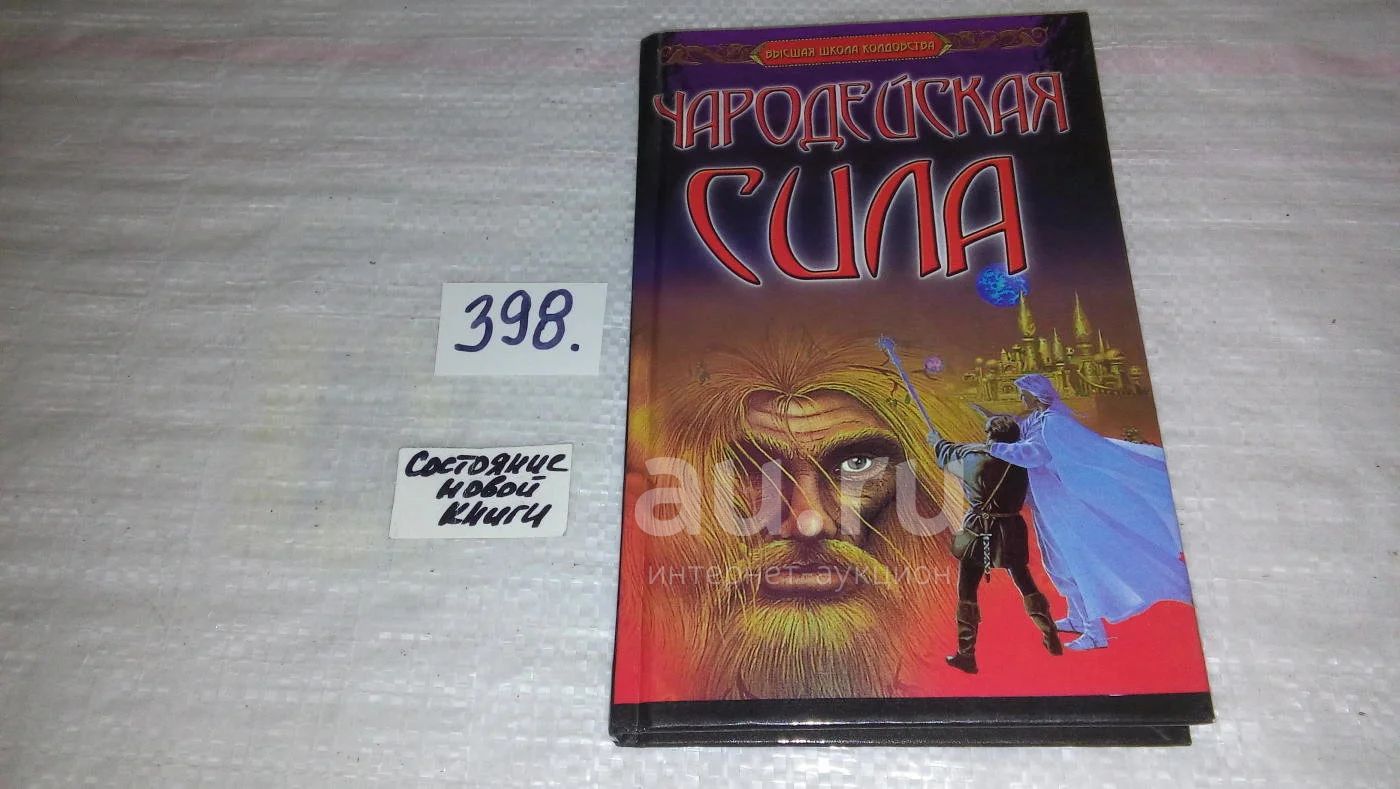 ВЫСШАЯ ШКОЛА КОЛДОВСТВА
ЧАРОДЕЙСКАЯ
СИЛА
398.
Состояние
новой
книги
au.ru
интернет-аукцион